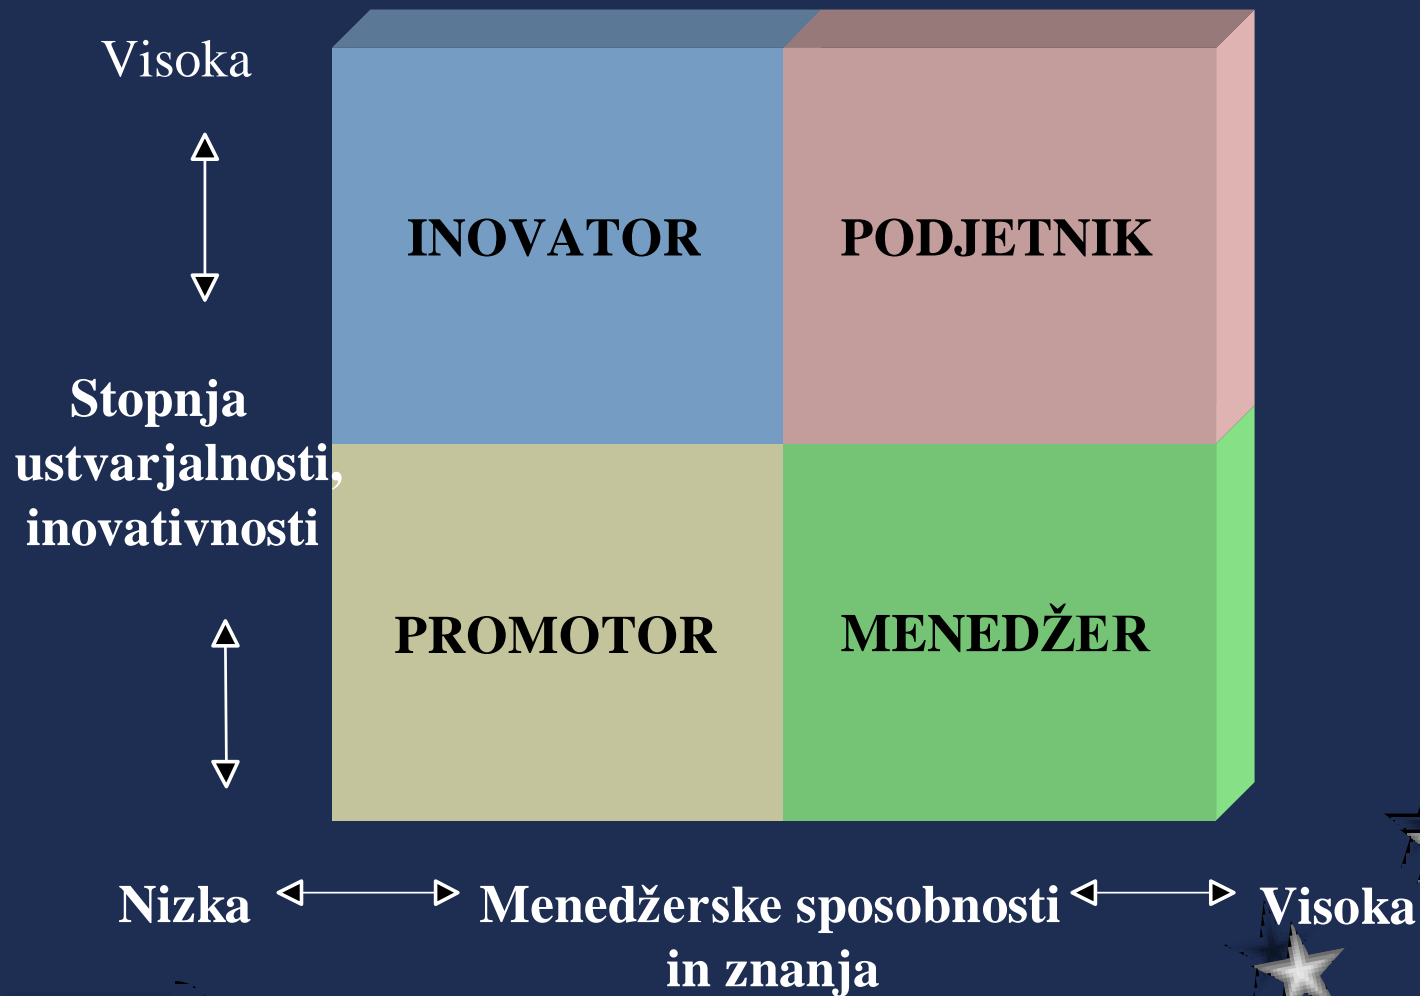 Visoka
INOVATOR
PODJETNIK
Stopnja
ustvarjalnosti,
inovativnosti
PROMOTOR
MENEDŽER
Nizka
Menedžerske sposobnosti
in znanja
Visoka